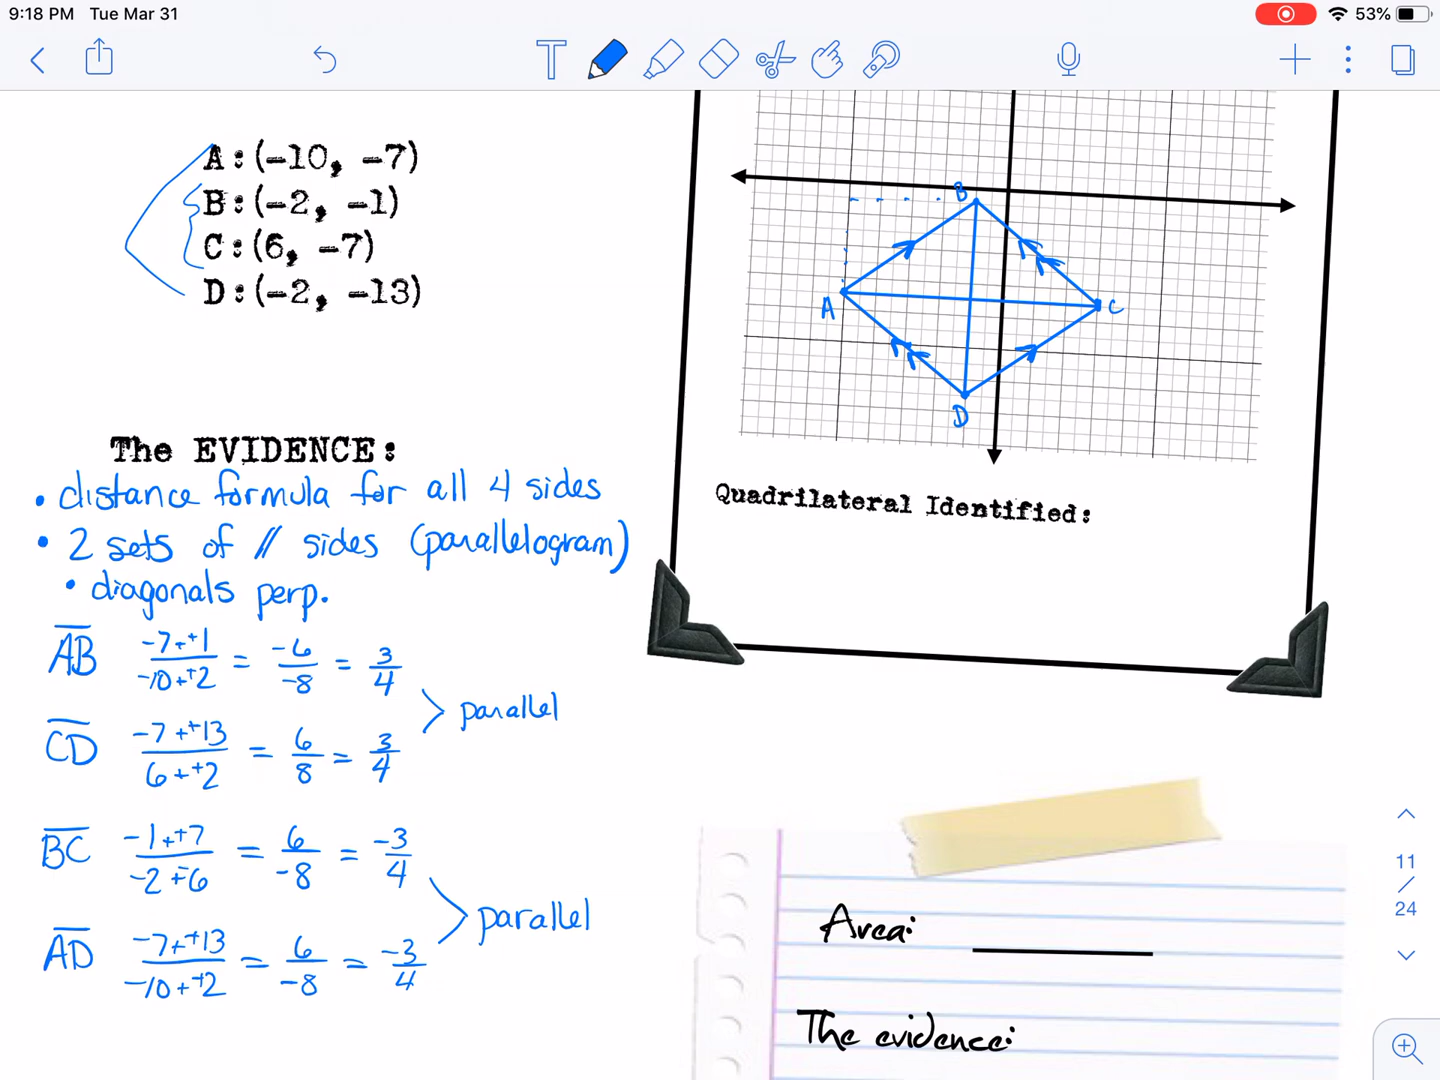 9:18 PM Tue Mar 31
53%
T
A:(-10, -7)
B:(-2, -1)
C:(6, -7)
D:(-2, -13)
B
A
C
D
The EVIDENCE:
• distance formula for all 4 sides
• 2 sets of // sides (parallelogram)
• diagonals perp.
Quadrilateral Identified:
AB -7++1/-10++2 = -6/-8 = 3/4
> parallel
CD -7++13/6++2 = 6/8 = 3/4
BC -1++7/-2+-6 = 6/-8 = -3/4
> parallel
AD -7++13/-10++2 = 6/-8 = -3/4
Area:
The evidence:
11
/
24